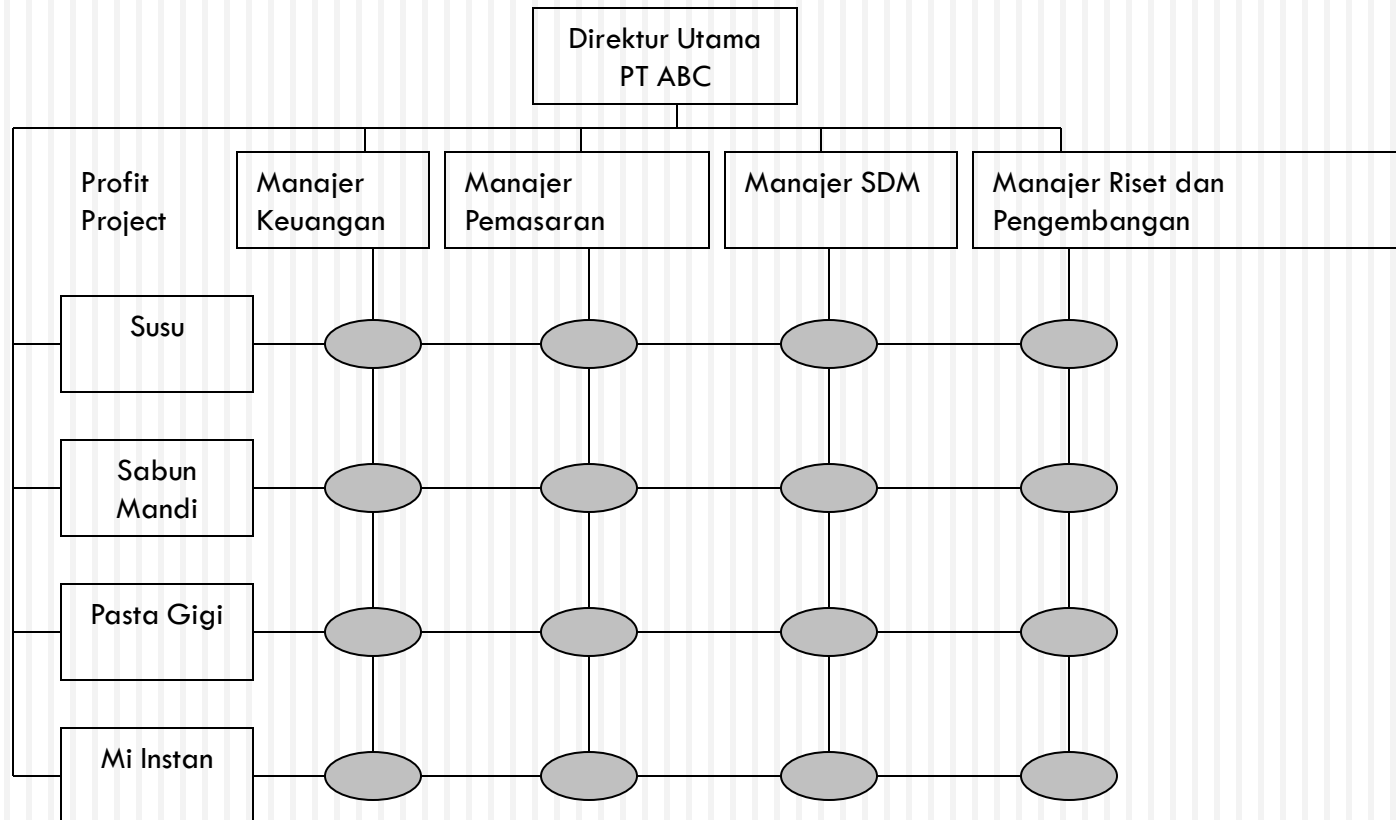 Direktur Utama
PT ABC
Profit
Project
Manajer
Keuangan
Manajer
Pemasaran
Manajer SDM
Manajer Riset dan
Pengembangan
Susu
Sabun
Mandi
Pasta Gigi
Mi Instan